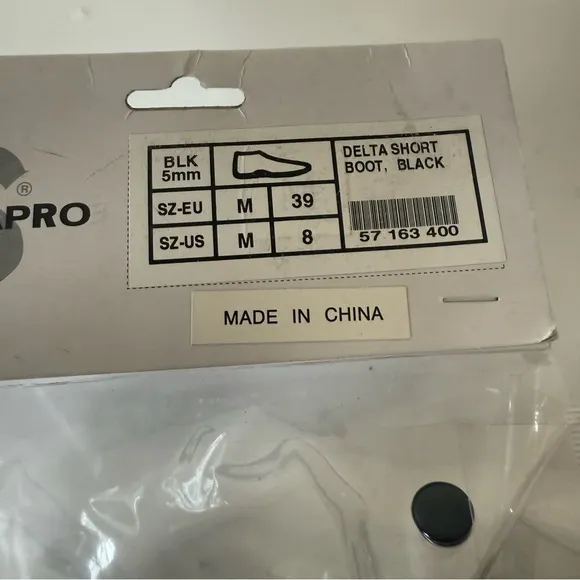 ®
APRO
BLK
5mm
SZ-EU M 39
SZ-US M 8
DELTA SHORT
BOOT, BLACK
57 163 400
MADE IN CHINA